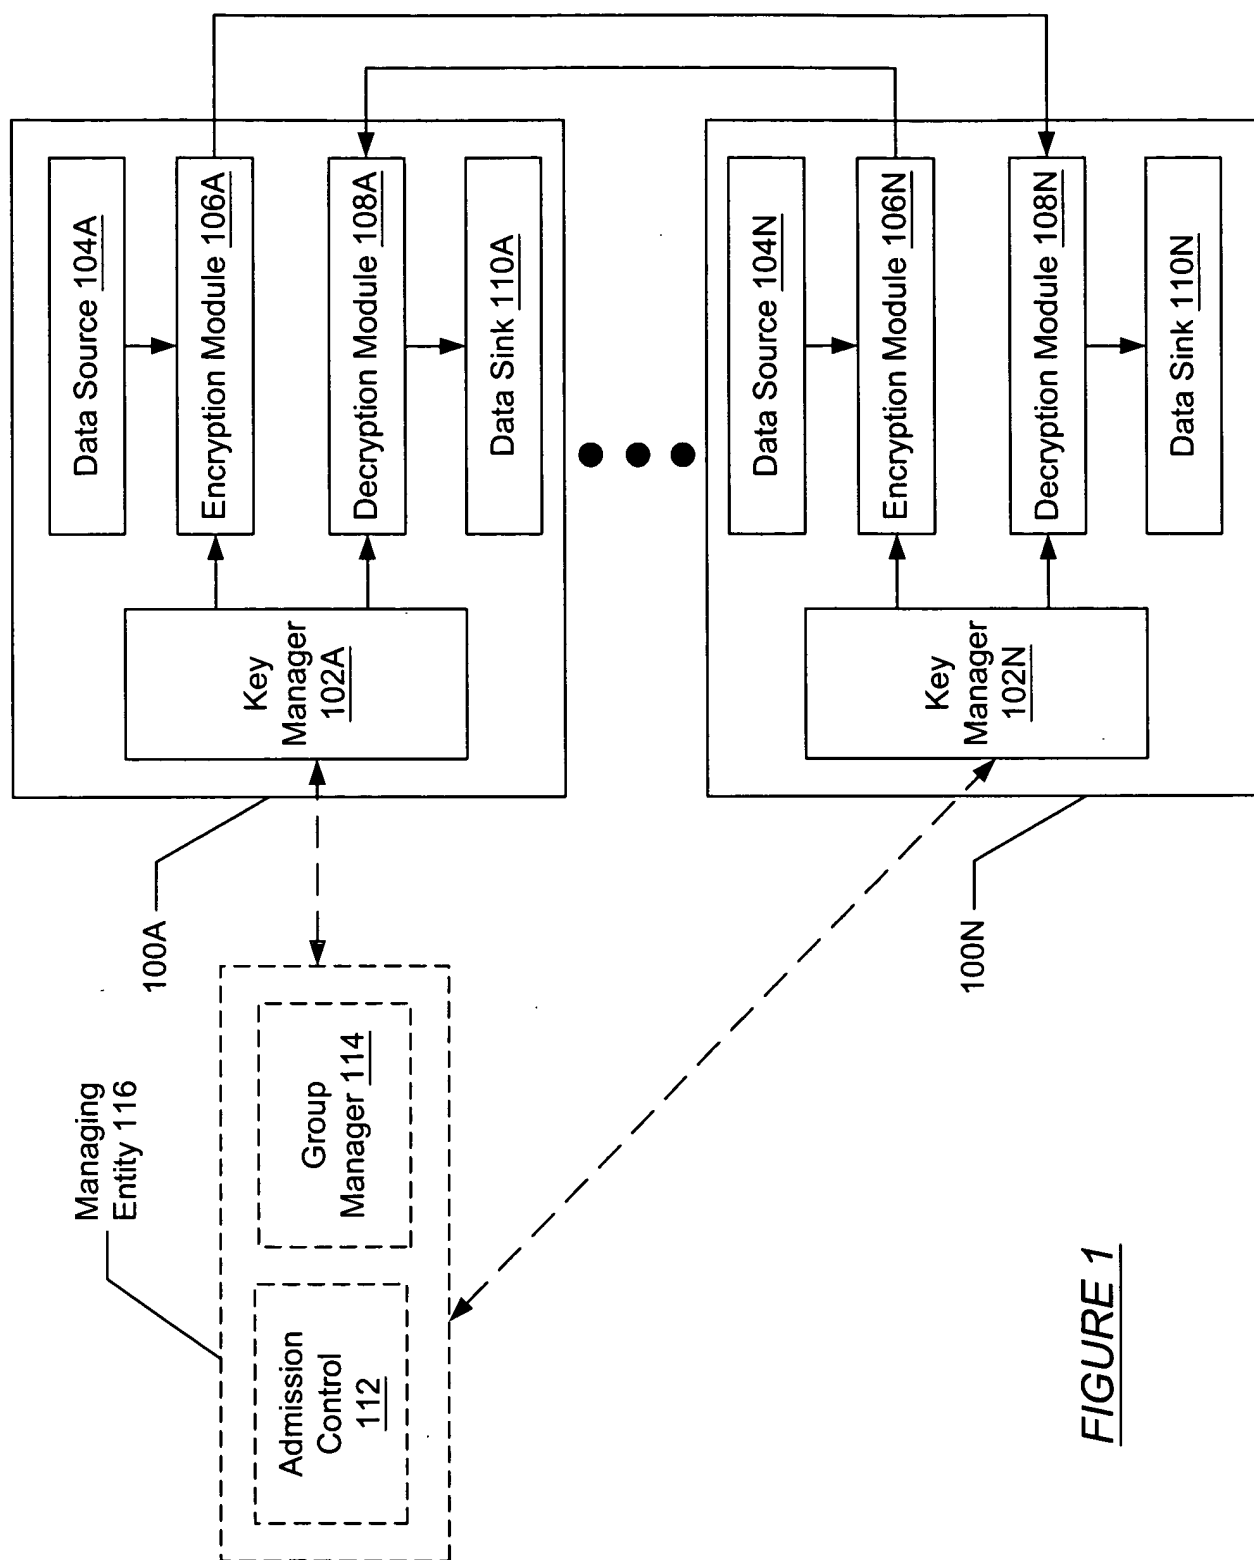 Managing
Entity 116
Admission
Control
112
Group
Manager 114
100A
Key
Manager
102A
Data Source 104A
Encryption Module 106A
Decryption Module 108A
Data Sink 110A
100N
Key
Manager
102N
Data Source 104N
Encryption Module 106N
Decryption Module 108N
Data Sink 110N
FIGURE 1